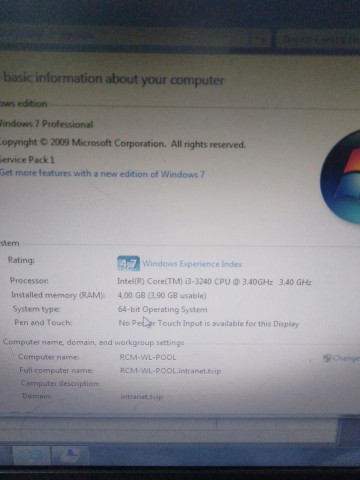 basic information about your computer
ows edition
Windows 7 Professional
Copyright © 2009 Microsoft Corporation. All rights reserved.
Service Pack 1
Get more features with a new edition of Windows 7
stem
Rating:
4,7 Windows Experience Index
Processor: Intel(R) Core(TM) i3-3240 CPU @ 3.40GHz 3.40 GHz
Installed memory (RAM): 4,00 GB (3,90 GB usable)
System type: 64-bit Operating System
Pen and Touch: No Pen or Touch Input is available for this Display
Computer name, domain, and workgroup settings
Computer name: RCM-WL-POOL
Change
Full computer name: RCM-WL-POOL.intranet.tvip
Computer description:
Domain: intranet.tvip